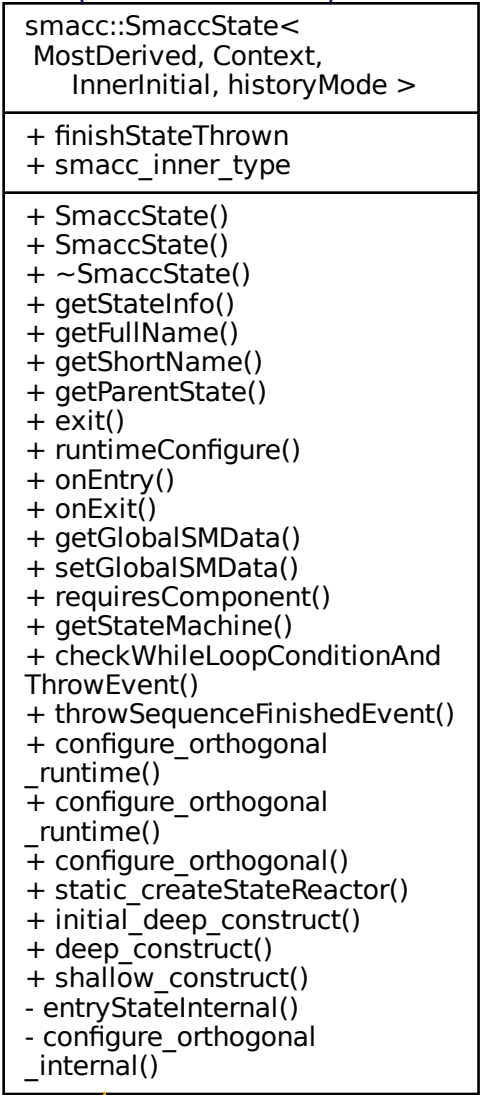 smacc::SmaccState<
MostDerived, Context,
InnerInitial, historyMode >
+ finishStateThrown
+ smacc_inner_type
+ SmaccState()
+ SmaccState()
+ ~SmaccState()
+ getStateInfo()
+ getFullName()
+ getShortName()
+ getParentState()
+ exit()
+ runtimeConfigure()
+ onEntry()
+ onExit()
+ getGlobalSMData()
+ setGlobalSMData()
+ requiresComponent()
+ getStateMachine()
+ checkWhileLoopConditionAnd
ThrowEvent()
+ throwSequenceFinishedEvent()
+ configure_orthogonal
_runtime()
+ configure_orthogonal
_runtime()
+ configure_orthogonal()
+ static_createStateReactor()
+ initial_deep_construct()
+ deep_construct()
+ shallow_construct()
- entryStateInternal()
- configure_orthogonal
_internal()